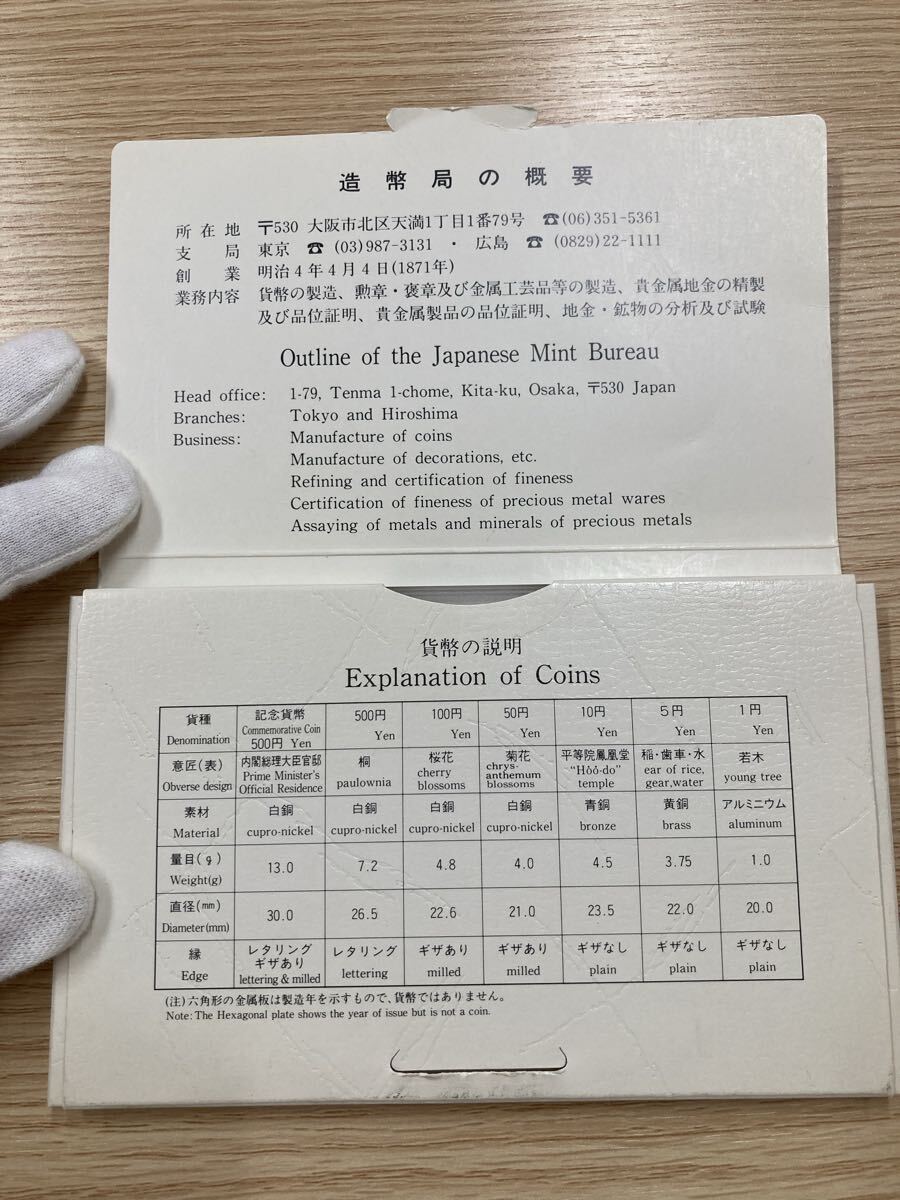 造幣局の概要
所在地 〒530 大阪市北区天満1丁目1番79号 ☎(06)351-5361
支局 東京 ☎ (03)987-3131 ・ 広島 ☎ (0829)22-1111
創業 明治4年4月4日(1871年)
業務内容 貨幣の製造、勲章・褒章及び金属工芸品等の製造、貴金属地金の精製
及び品位証明、貴金属製品の品位証明、地金・鉱物の分析及び試験
Outline of the Japanese Mint Bureau
Head office: 1-79, Tenma 1-chome, Kita-ku, Osaka, 〒530 Japan
Branches: Tokyo and Hiroshima
Business: Manufacture of coins
Manufacture of decorations, etc.
Refining and certification of fineness
Certification of fineness of precious metal wares
Assaying of metals and minerals of precious metals
貨幣の説明
Explanation of Coins
貨種 記念貨幣 500円 100円 50円 10円 5円 1円
Denomination Commemorative Coin Yen Yen Yen Yen Yen Yen
500円 Yen
意匠(表) 内閣総理大臣官邸 桐 桜花 菊花 平等院鳳凰堂 稲・歯車・水 若木
Obverse design Prime Minister's paulownia cherry chrys- "Hôô-do" ear of rice, young tree
Official Residence blossoms anthemum temple gear,water
blossoms
素材 白銅 白銅 白銅 白銅 青銅 黄銅 アルミニウム
Material cupro-nickel cupro-nickel cupro-nickel cupro-nickel bronze brass aluminum
量目(g) 13.0 7.2 4.8 4.0 4.5 3.75 1.0
Weight(g)
直径(mm) 30.0 26.5 22.6 21.0 23.5 22.0 20.0
Diameter(mm)
縁 レタリング レタリング ギザあり ギザあり ギザなし ギザなし ギザなし
ギザあり
Edge lettering & milled lettering milled milled plain plain plain
(注)六角形の金属板は製造年を示すもので、貨幣ではありません。
Note: The Hexagonal plate shows the year of issue but is not a coin.